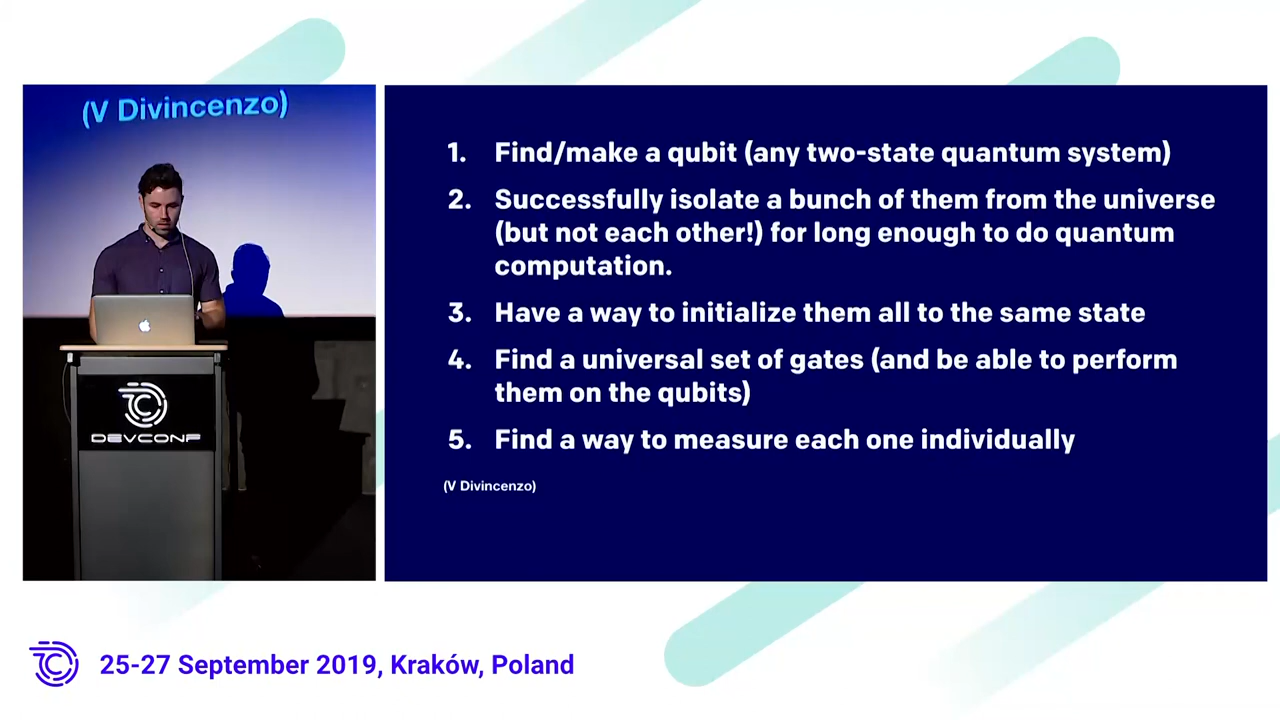 (V Divincenzo)
DEVCONF
1. Find/make a qubit (any two-state quantum system)
2. Successfully isolate a bunch of them from the universe
(but not each other!) for long enough to do quantum
computation.
3. Have a way to initialize them all to the same state
4. Find a universal set of gates (and be able to perform
them on the qubits)
5. Find a way to measure each one individually
(V Divincenzo)
25-27 September 2019, Kraków, Poland